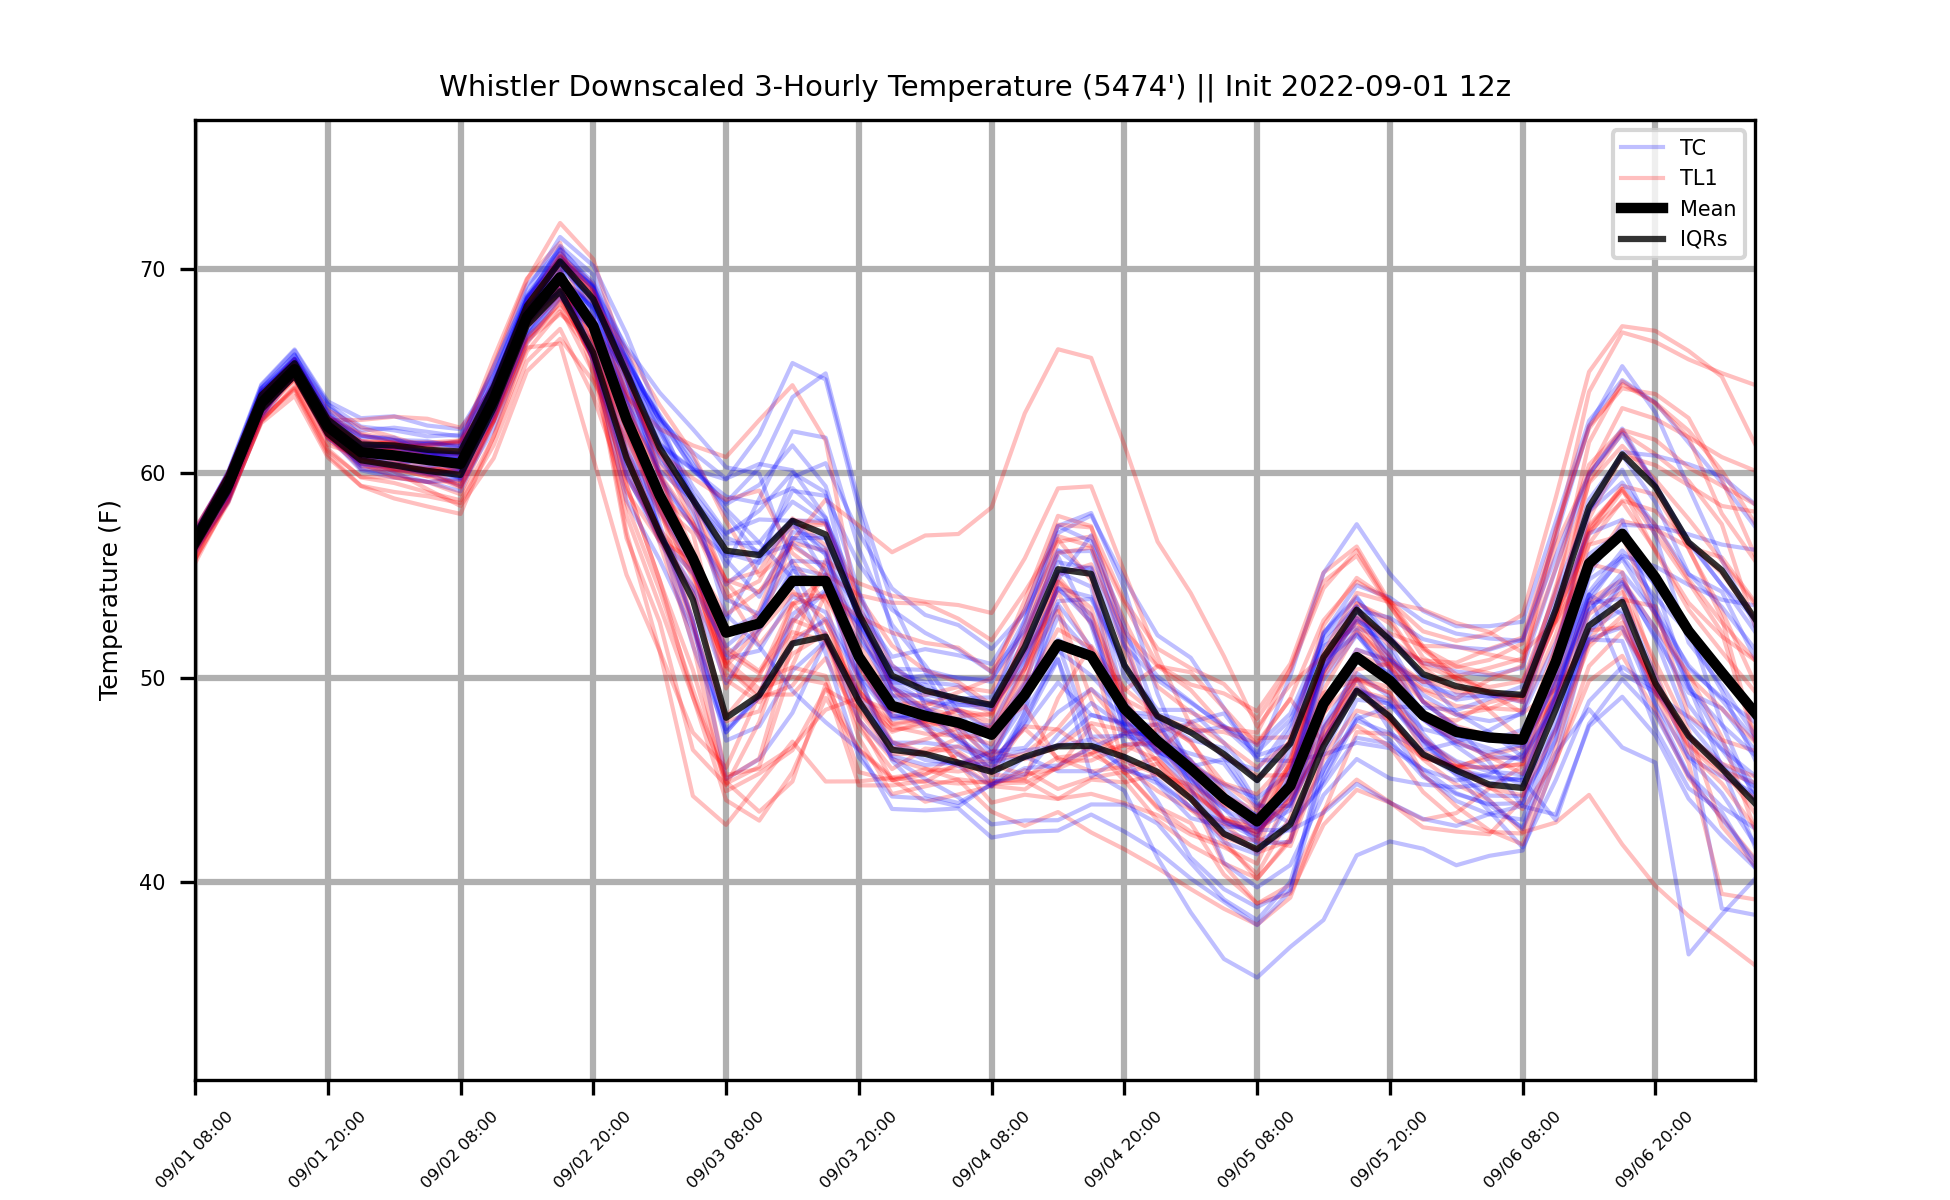 Whistler Downscaled 3-Hourly Temperature (5474') || Init 2022-09-01 12z
TC
TL1
Mean
IQRs
Temperature (F)
70
60
50
40
09/01 08:00
09/01 20:00
09/02 08:00
09/02 20:00
09/03 08:00
09/03 20:00
09/04 08:00
09/04 20:00
09/05 08:00
09/05 20:00
09/06 08:00
09/06 20:00